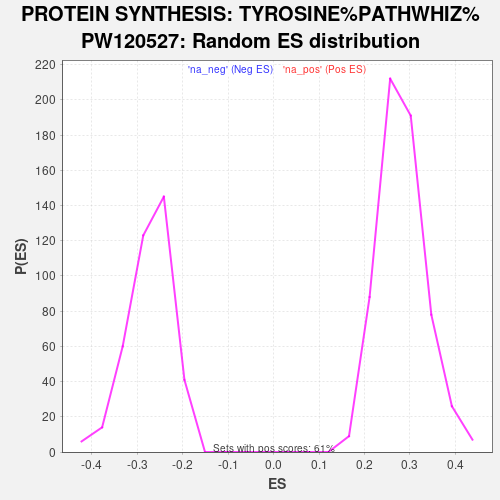 PROTEIN SYNTHESIS: TYROSINE%PATHWHIZ%
PW120527: Random ES distribution
'na_neg' (Neg ES) 'na_pos' (Pos ES)
P(ES)
220
200
180
160
140
120
100
80
60
40
20
0
Sets with pos scores: 61%
-0.4 -0.3 -0.2 -0.1 0.0 0.1 0.2 0.3 0.4
ES